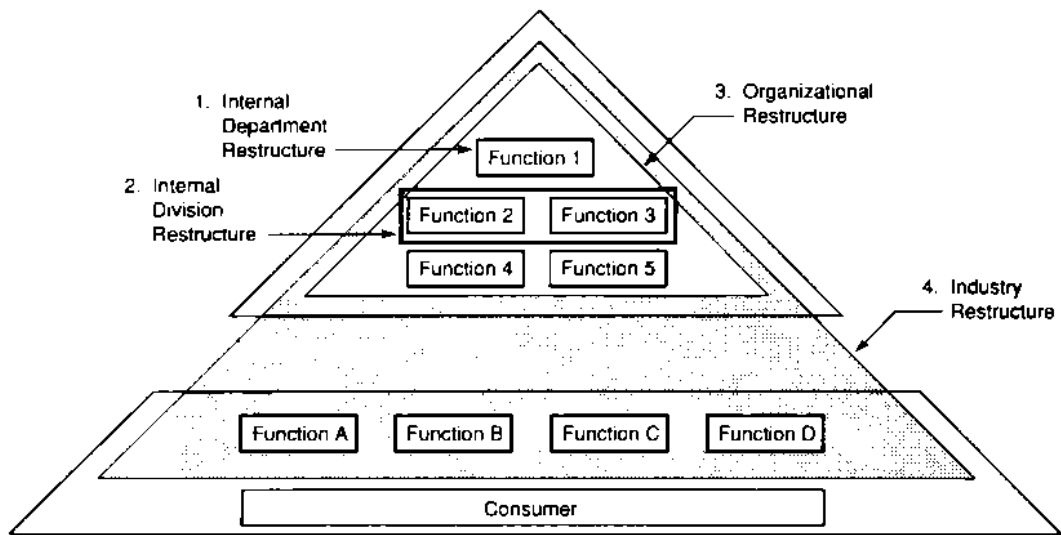 1. Internal
Department
Restructure
3. Organizational
Restructure
Function 1
2. Internal
Division
Restructure
Function 2
Function 3
Function 4
Function 5
4. Industry
Restructure
Function A
Function B
Function C
Function D
Consumer